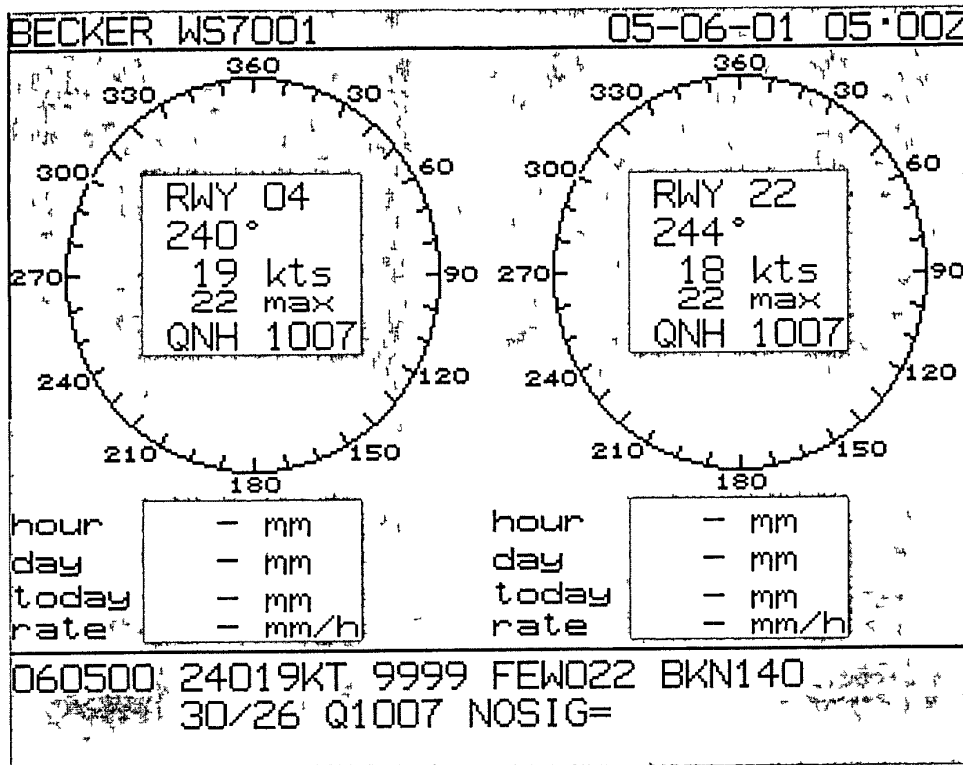 BECKER WS7001 05-06-01 05:00Z
360 360
330 30 330 30
300 60 300 60
RWY 04 RWY 22
240° 244°
270 19 kts 90 270 18 kts 90
22 max 22 max
QNH 1007 QNH 1007
240 120 240 120
210 150 210 150
180 180
hour - mm hour - mm
day - mm day - mm
today - mm today - mm
rate - mm/h rate - mm/h
060500 24019KT 9999 FEW022 BKN140
30/26 Q1007 NOSIG=